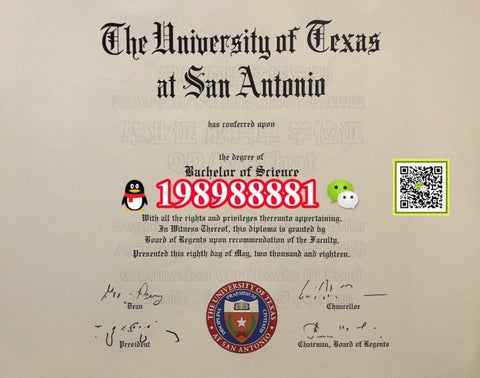 The University of Texas
at San Antonio
has conferred upon
毕业证 成绩单 学位证
the degree of
Bachelor of Science
198988881
With all the rights and privileges thereunto appertaining.
In Witness Thereof, this diploma is granted by
Board of Regents upon recommendation of the Faculty.
Presented this eighth day of May, two thousand and eighteen.
Dean
Chancellor
THE UNIVERSITY OF TEXAS
PRAESIDIUM
DISCIPLINA
CIVITATIS
AT SAN ANTONIO
President
Chairman, Board of Regents